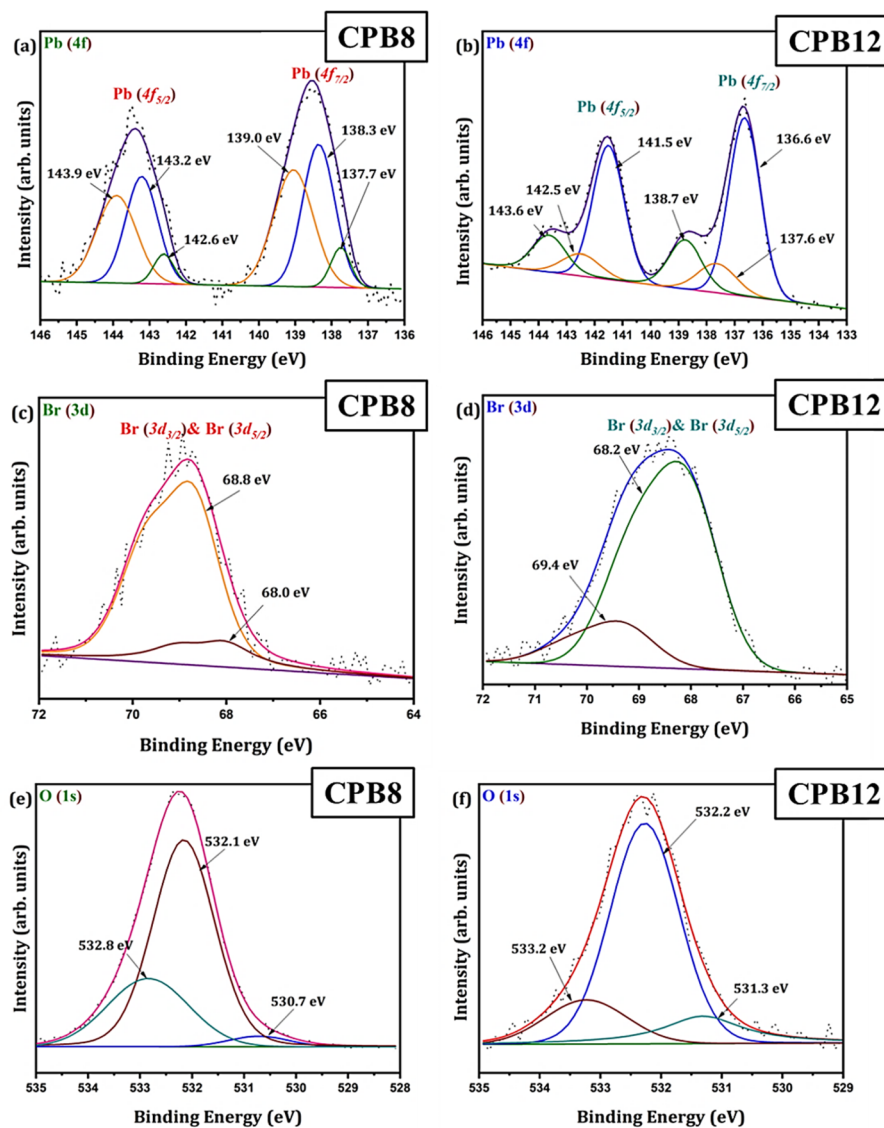 (a) Pb (4f)
CPB8
Pb (4f5/2)
Pb (4f7/2)
139.0 eV
138.3 eV
143.9 eV
143.2 eV
137.7 eV
142.6 eV
Intensity (arb. units)
146 145 144 143 142 141 140 139 138 137 136
Binding Energy (eV)
(b) Pb (4f)
CPB12
Pb (4f7/2)
Pb (4f5/2)
141.5 eV
136.6 eV
142.5 eV
143.6 eV
138.7 eV
137.6 eV
Intensity (arb. units)
146 145 144 143 142 141 140 139 138 137 136 135 134 133
Binding Energy (eV)
(c) Br (3d)
CPB8
Br (3d3/2)& Br (3d5/2)
68.8 eV
68.0 eV
Intensity (arb. units)
72 70 68 66 64
Binding Energy (eV)
(d) Br (3d)
CPB12
Br (3d3/2)& Br (3d5/2)
68.2 eV
69.4 eV
Intensity (arb. units)
72 71 70 69 68 67 66 65
Binding Energy (eV)
(e) O (1s)
CPB8
532.1 eV
532.8 eV
530.7 eV
Intensity (arb. units)
535 534 533 532 531 530 529 528
Binding Energy (eV)
(f) O (1s)
CPB12
532.2 eV
533.2 eV
531.3 eV
Intensity (arb. units)
535 534 533 532 531 530 529
Binding Energy (eV)